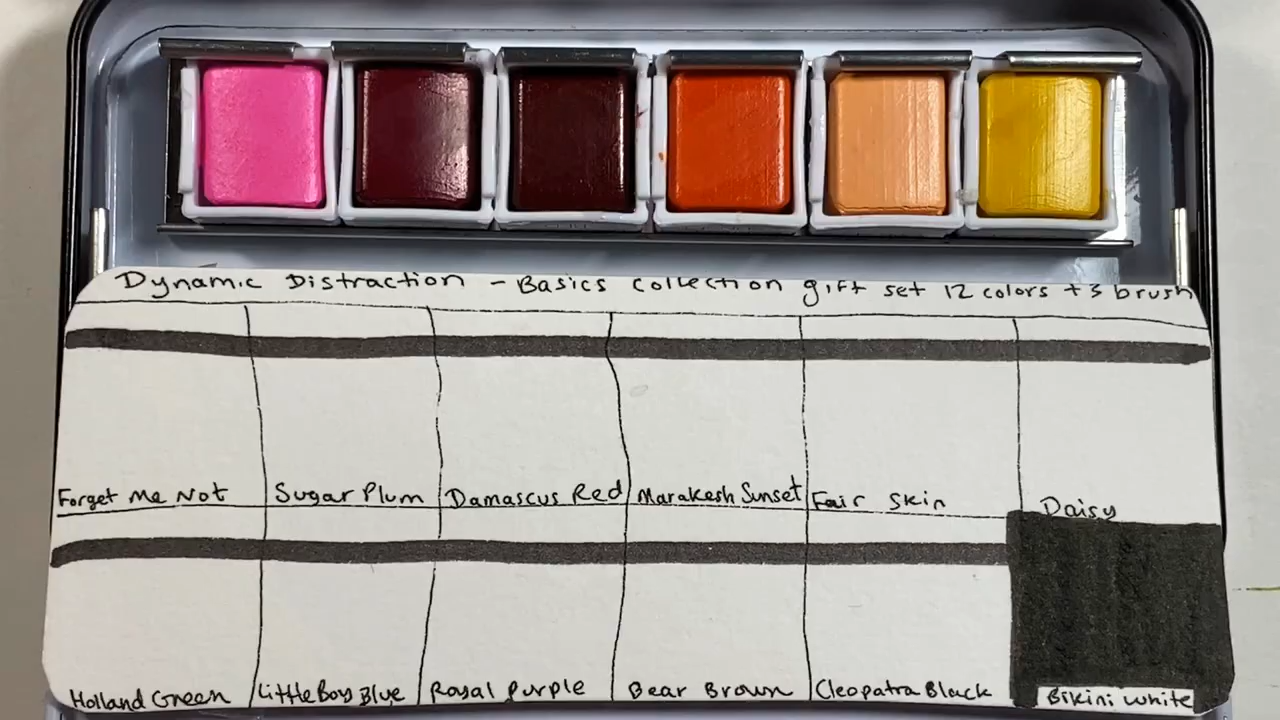 Dynamic Distraction - Basics Collection gift set 12 colors + 3 brush
Forget Me Not Sugar Plum Damascus Red Marakesh Sunset Fair Skin Daisy
Holland Green Little Boy Blue Royal Purple Bear Brown Cleopatra Black Bikini white